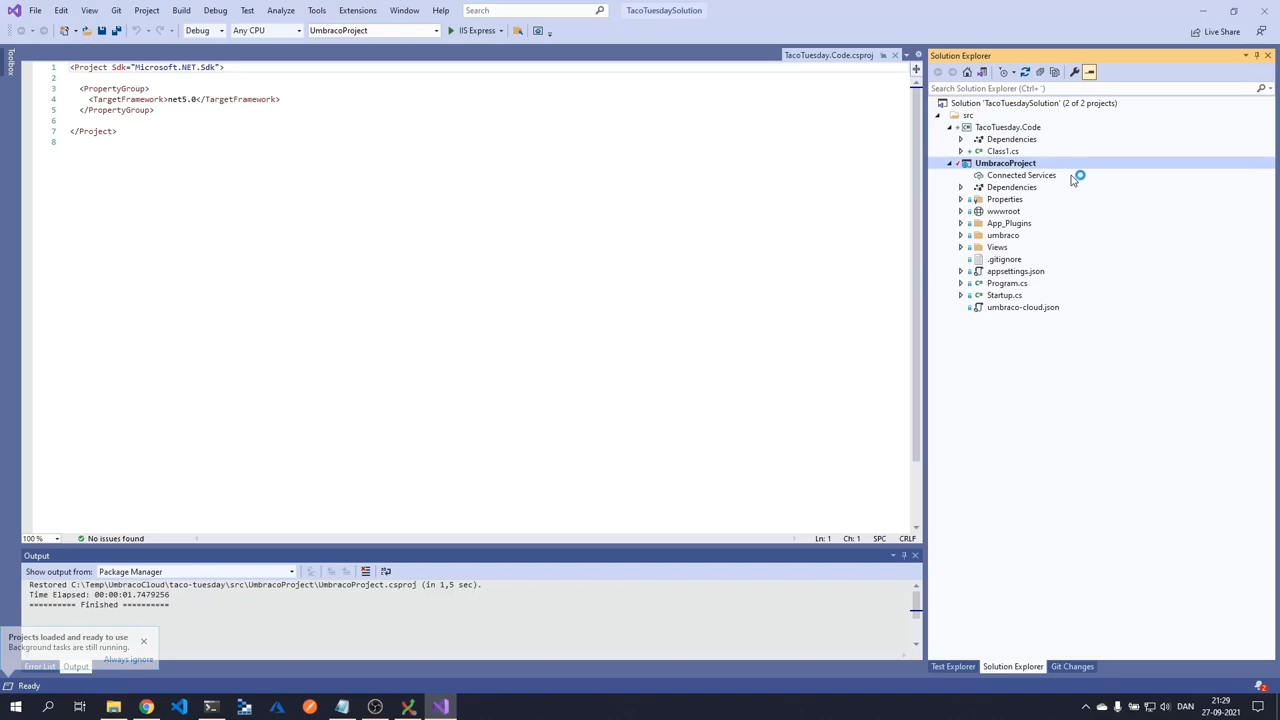 File Edit View Git Project Build Debug Test Analyze Tools Extensions Window Help Search TacoTuesdaySolution
Debug Any CPU UmbracoProject IIS Express Live Share
Toolbox
TacoTuesday.Code.csproj
1 <Project Sdk="Microsoft.NET.Sdk">
2
3 <PropertyGroup>
4 <TargetFramework>net5.0</TargetFramework>
5 </PropertyGroup>
6
7 </Project>
8
100 % No issues found Ln: 1 Ch: 1 SPC CRLF
Output
Show output from: Package Manager
Restored C:\Temp\UmbracoCloud\taco-tuesday\src\UmbracoProject\UmbracoProject.csproj (in 1,5 sec).
Time Elapsed: 00:00:01.7479256
========== Finished ==========
Projects loaded and ready to use
Background tasks are still running.
Always ignore
Error List Output
Solution Explorer
Search Solution Explorer (Ctrl+´)
Solution 'TacoTuesdaySolution' (2 of 2 projects)
src
TacoTuesday.Code
Dependencies
Class1.cs
UmbracoProject
Connected Services
Dependencies
Properties
wwwroot
App_Plugins
umbraco
Views
.gitignore
appsettings.json
Program.cs
Startup.cs
umbraco-cloud.json
Test Explorer Solution Explorer Git Changes
Ready 2
DAN 21:29
27-09-2021